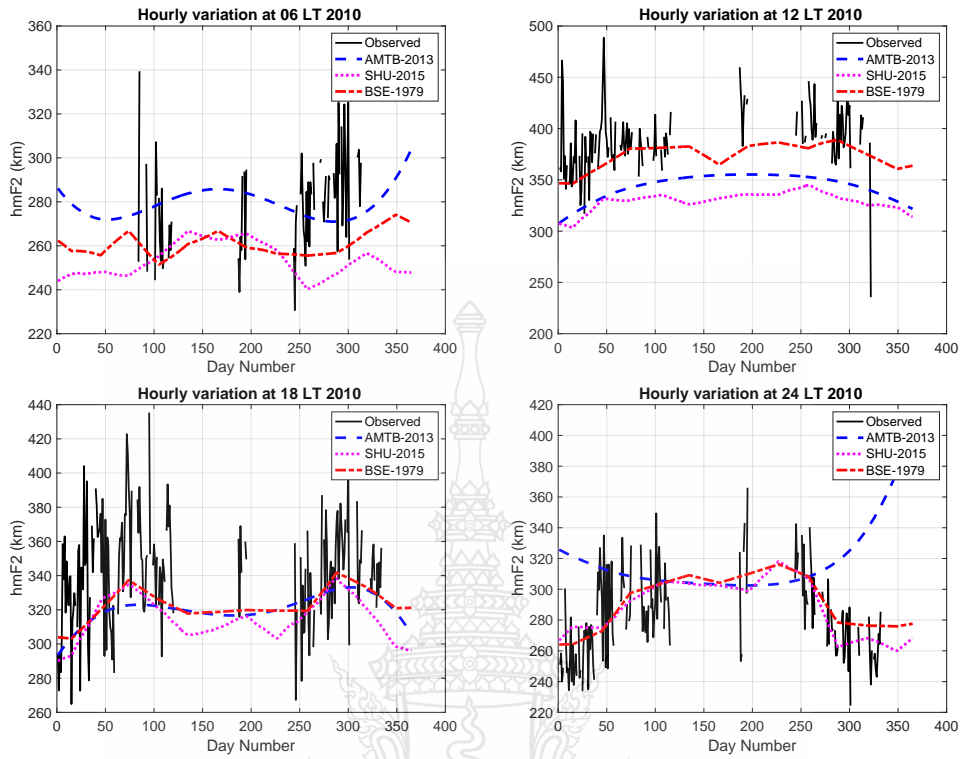 Hourly variation at 06 LT 2010
hmF2 (km)
360
340
320
300
280
260
240
220
0 50 100 150 200 250 300 350 400
Day Number
Observed
AMTB-2013
SHU-2015
BSE-1979
Hourly variation at 12 LT 2010
hmF2 (km)
500
450
400
350
300
250
200
0 50 100 150 200 250 300 350 400
Day Number
Observed
AMTB-2013
SHU-2015
BSE-1979
Hourly variation at 18 LT 2010
hmF2 (km)
440
420
400
380
360
340
320
300
280
260
0 50 100 150 200 250 300 350 400
Day Number
Observed
AMTB-2013
SHU-2015
BSE-1979
Hourly variation at 24 LT 2010
hmF2 (km)
420
400
380
360
340
320
300
280
260
240
220
0 50 100 150 200 250 300 350 400
Day Number
Observed
AMTB-2013
SHU-2015
BSE-1979